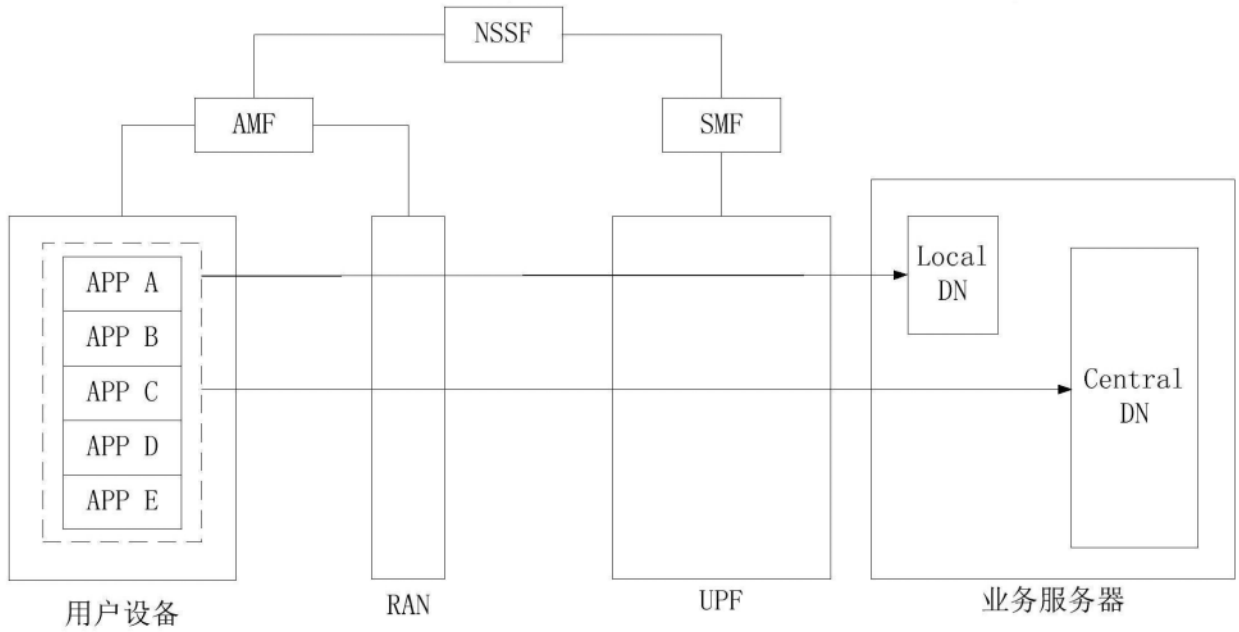 NSSF
AMF
SMF
APP A
APP B
APP C
APP D
APP E
Local
DN
Central
DN
用户设备
RAN
UPF
业务服务器